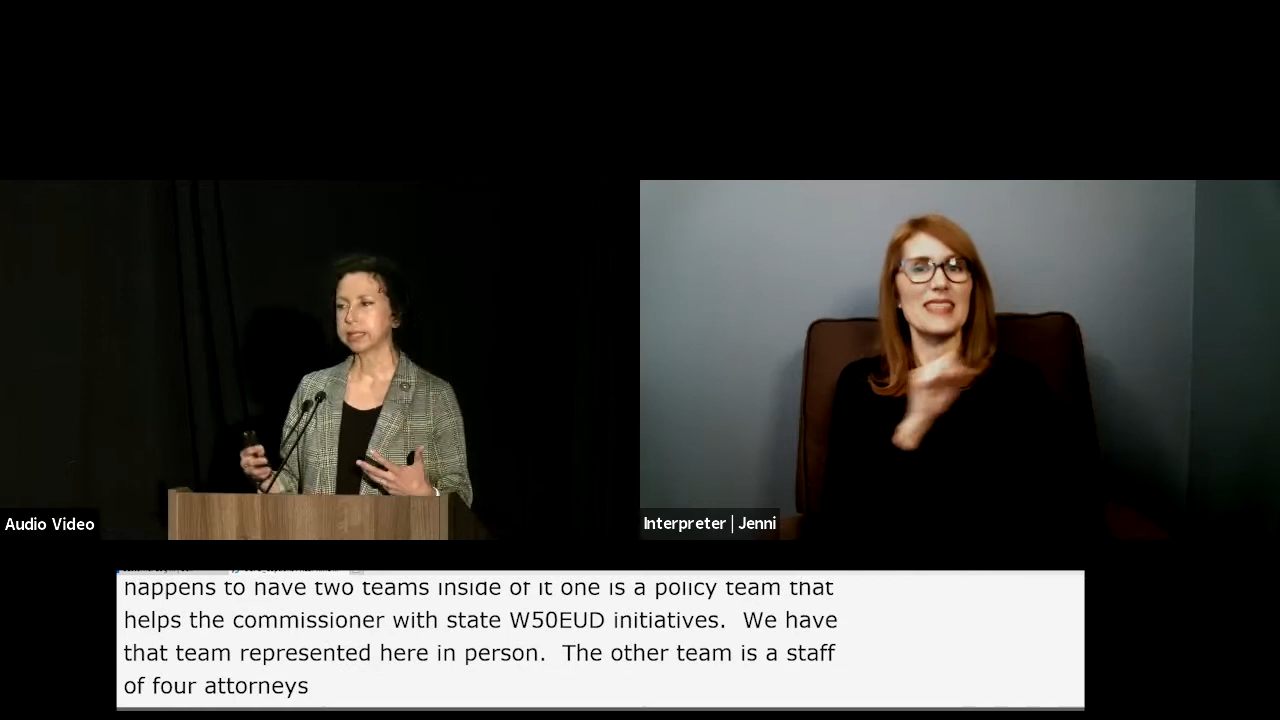 Audio Video
Interpreter | Jenni
happens to have two teams inside of it one is a policy team that
helps the commissioner with state W50EUD initiatives.  We have
that team represented here in person.  The other team is a staff
of four attorneys